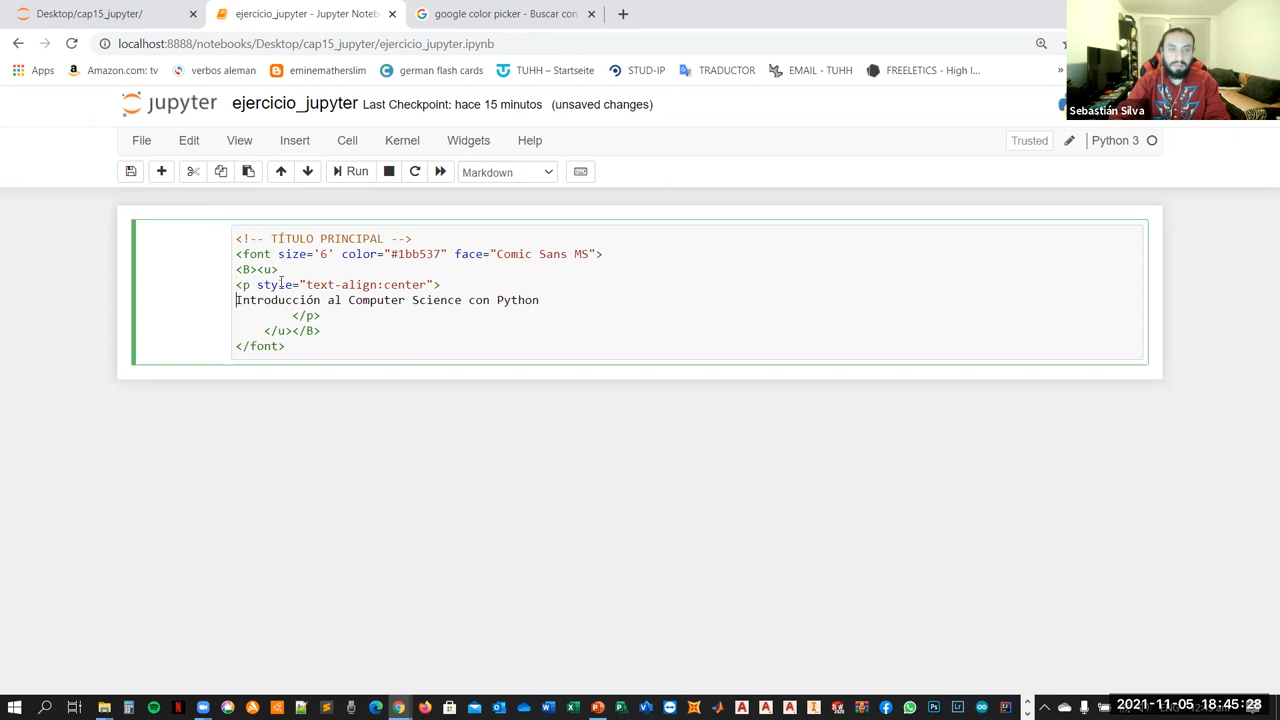 Desktop/cap15_jupyter/
ejercicio_jupyter - Jupyter Noteb
google color picker - Buscar con
localhost:8888/notebooks/Desktop/cap15_jupyter/ejercicio_jupyter.ipynb
Apps
Amazon.com: tv
verbos aleman
eminematherslim
german flash cards
TUHH – Startseite
STUD-IP
TRADUCTOR
EMAIL - TUHH
FREELETICS - High I...
»
Sebastián Silva
jupyter ejercicio_jupyter Last Checkpoint: hace 15 minutos (unsaved changes)
File Edit View Insert Cell Kernel Widgets Help
Trusted
Python 3
Run
Markdown
<!-- TÍTULO PRINCIPAL -->
<font size='6' color="#1bb537" face="Comic Sans MS">
<B><u>
<p style="text-align:center">
Introducción al Computer Science con Python
</p>
</u></B>
</font>
2021-11-05 18:45:28